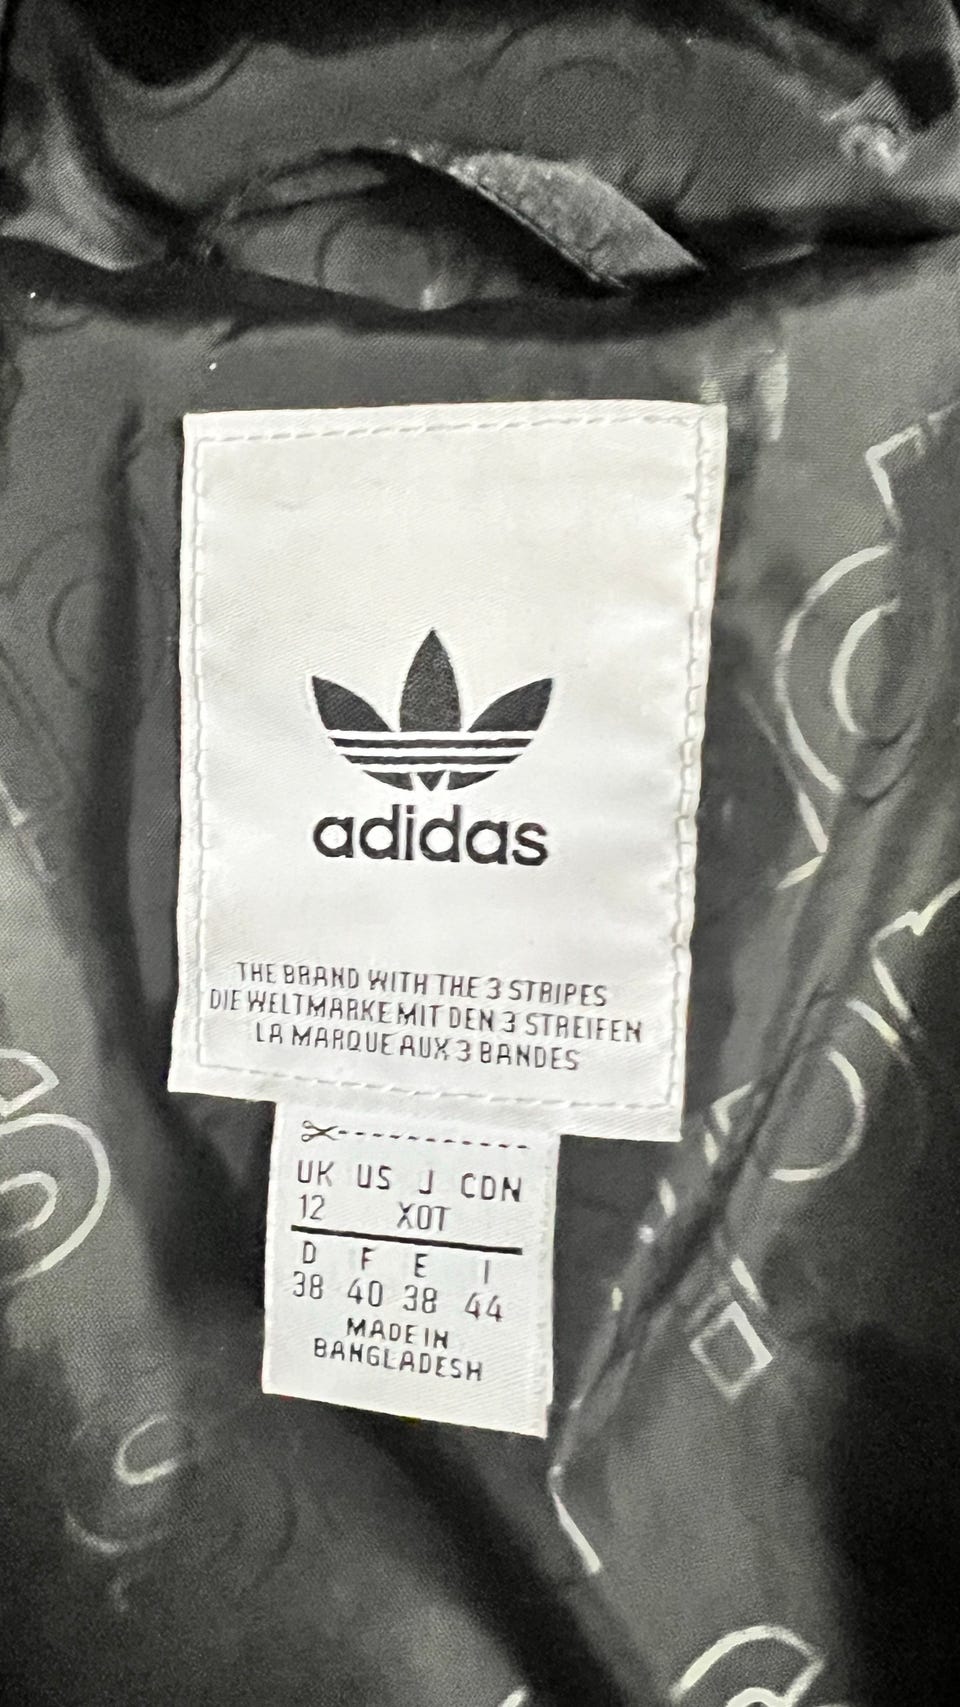 adidas
THE BRAND WITH THE 3 STRIPES
DIE WELTMARKE MIT DEN 3 STREIFEN
LA MARQUE AUX 3 BANDES
UK US J CDN
12 XOT
D F E I
38 40 38 44
MADE IN
BANGLADESH